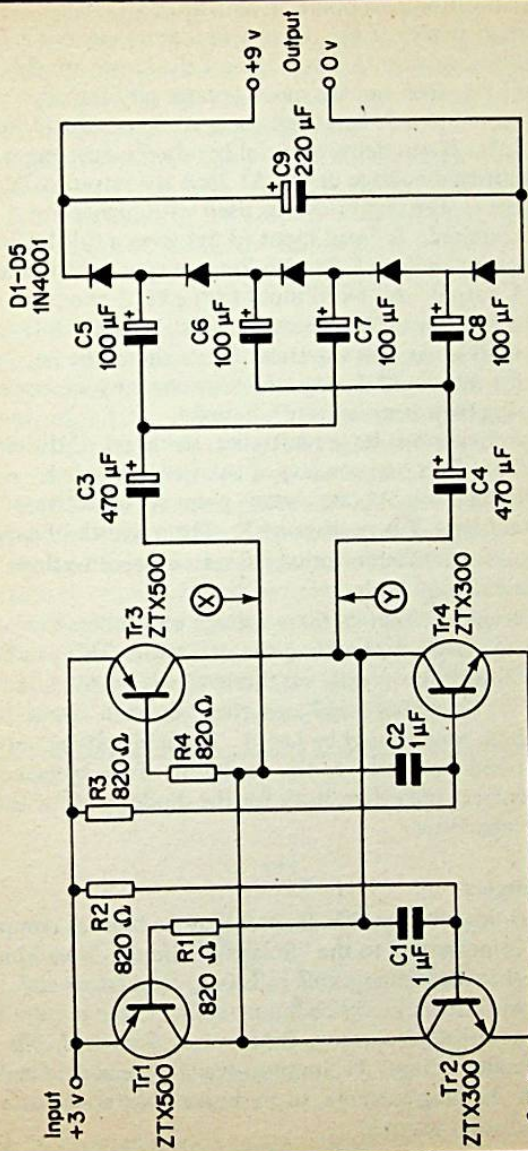 Input
+3 v
Tr1
ZTX500
R2
820 Ω
R1
820 Ω
C1
1 µF
Tr2
ZTX300
R3
820 Ω
Tr3
ZTX500
R4
820 Ω
C2
1 µF
Tr4
ZTX300
X
Y
C3
470 µF
C4
470 µF
D1-D5
1N4001
C5
100 µF
+
C6
100 µF
+
C7
100 µF
+
C8
100 µF
+
C9
220 µF
+
+9 v
Output
0 v